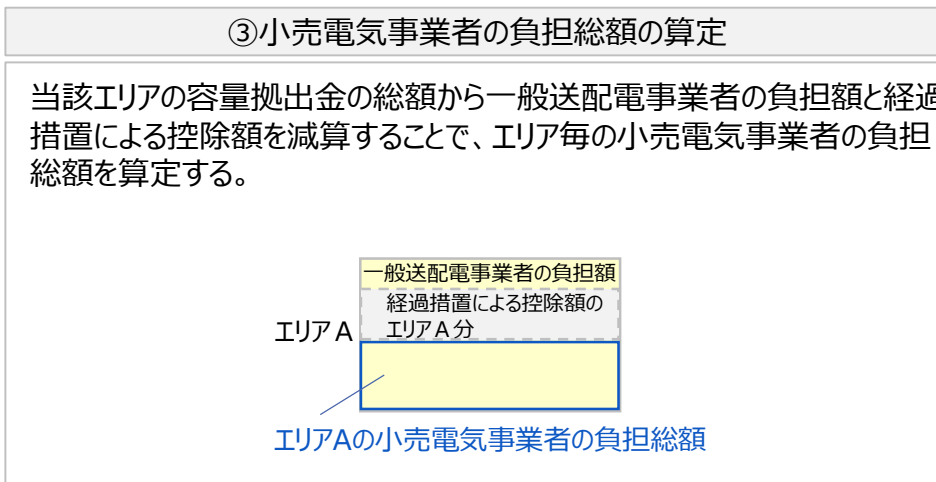 ③小売電気事業者の負担総額の算定
当該エリアの容量拠出金の総額から一般送配電事業者の負担額と経過
措置による控除額を減算することで、エリア毎の小売電気事業者の負担
総額を算定する。
一般送配電事業者の負担額
経過措置による控除額の
エリアA分
エリアA
エリアAの小売電気事業者の負担総額